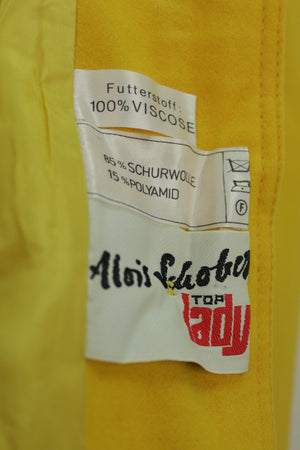 Futterstoff:
100% VISCOSE
85% SCHURWOLLE
15% POLYAMID
F
Alois Schober
TOP
lady